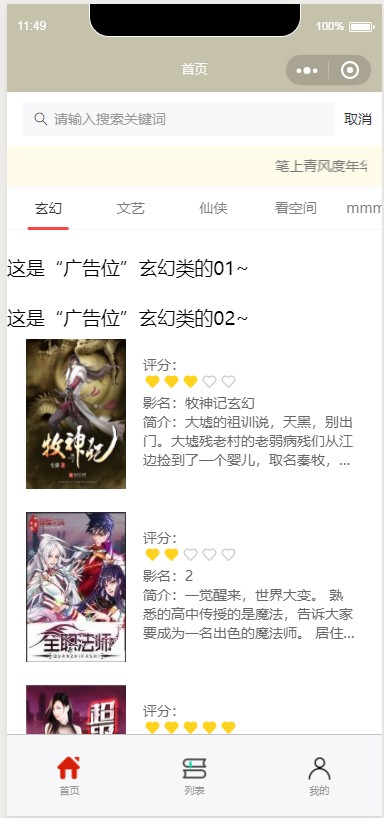 11:49
100%
首页
请输入搜索关键词
取消
笔上青风度年华
玄幻
文艺
仙侠
看空间
mmm
这是“广告位”玄幻类的01~
这是“广告位”玄幻类的02~
牧神记
评分:
影名：牧神记玄幻
简介：大墟的祖训说，天黑，别出
门。大墟残老村的老弱病残们从江
边捡到了一个婴儿，取名秦牧，...
全职法师
QUANZHIFASHI
评分:
影名：2
简介：一觉醒来，世界大变。 熟
悉的高中传授的是魔法，告诉大家
要成为一名出色的魔法师。 居住...
评分:
首页
列表
我的